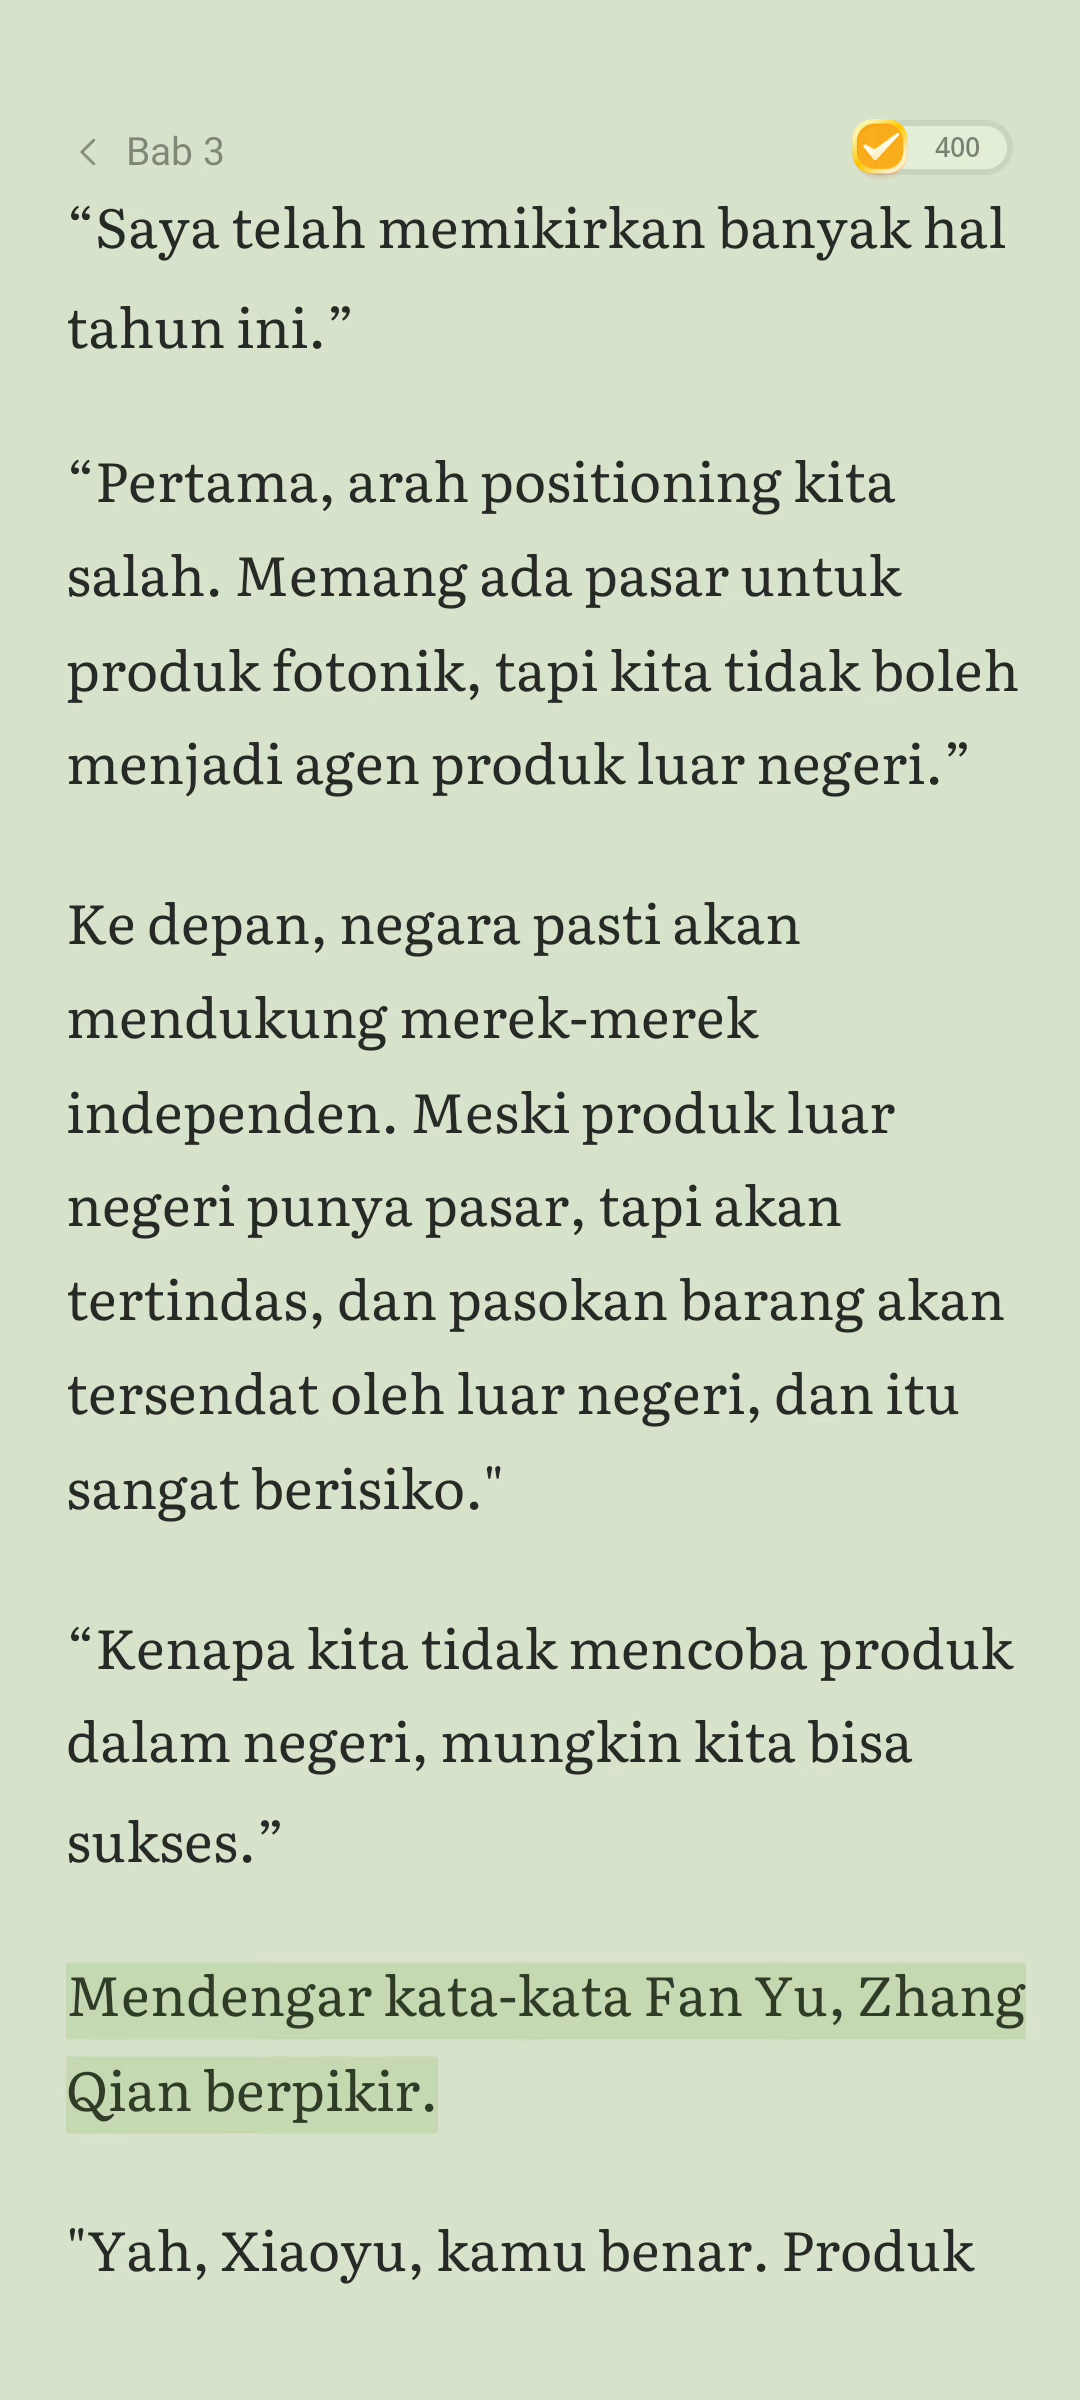 Bab 3
400
“Saya telah memikirkan banyak hal
tahun ini.”
“Pertama, arah positioning kita
salah. Memang ada pasar untuk
produk fotonik, tapi kita tidak boleh
menjadi agen produk luar negeri.”
Ke depan, negara pasti akan
mendukung merek-merek
independen. Meski produk luar
negeri punya pasar, tapi akan
tertindas, dan pasokan barang akan
tersendat oleh luar negeri, dan itu
sangat berisiko."
“Kenapa kita tidak mencoba produk
dalam negeri, mungkin kita bisa
sukses.”
Mendengar kata-kata Fan Yu, Zhang
Qian berpikir.
"Yah, Xiaoyu, kamu benar. Produk